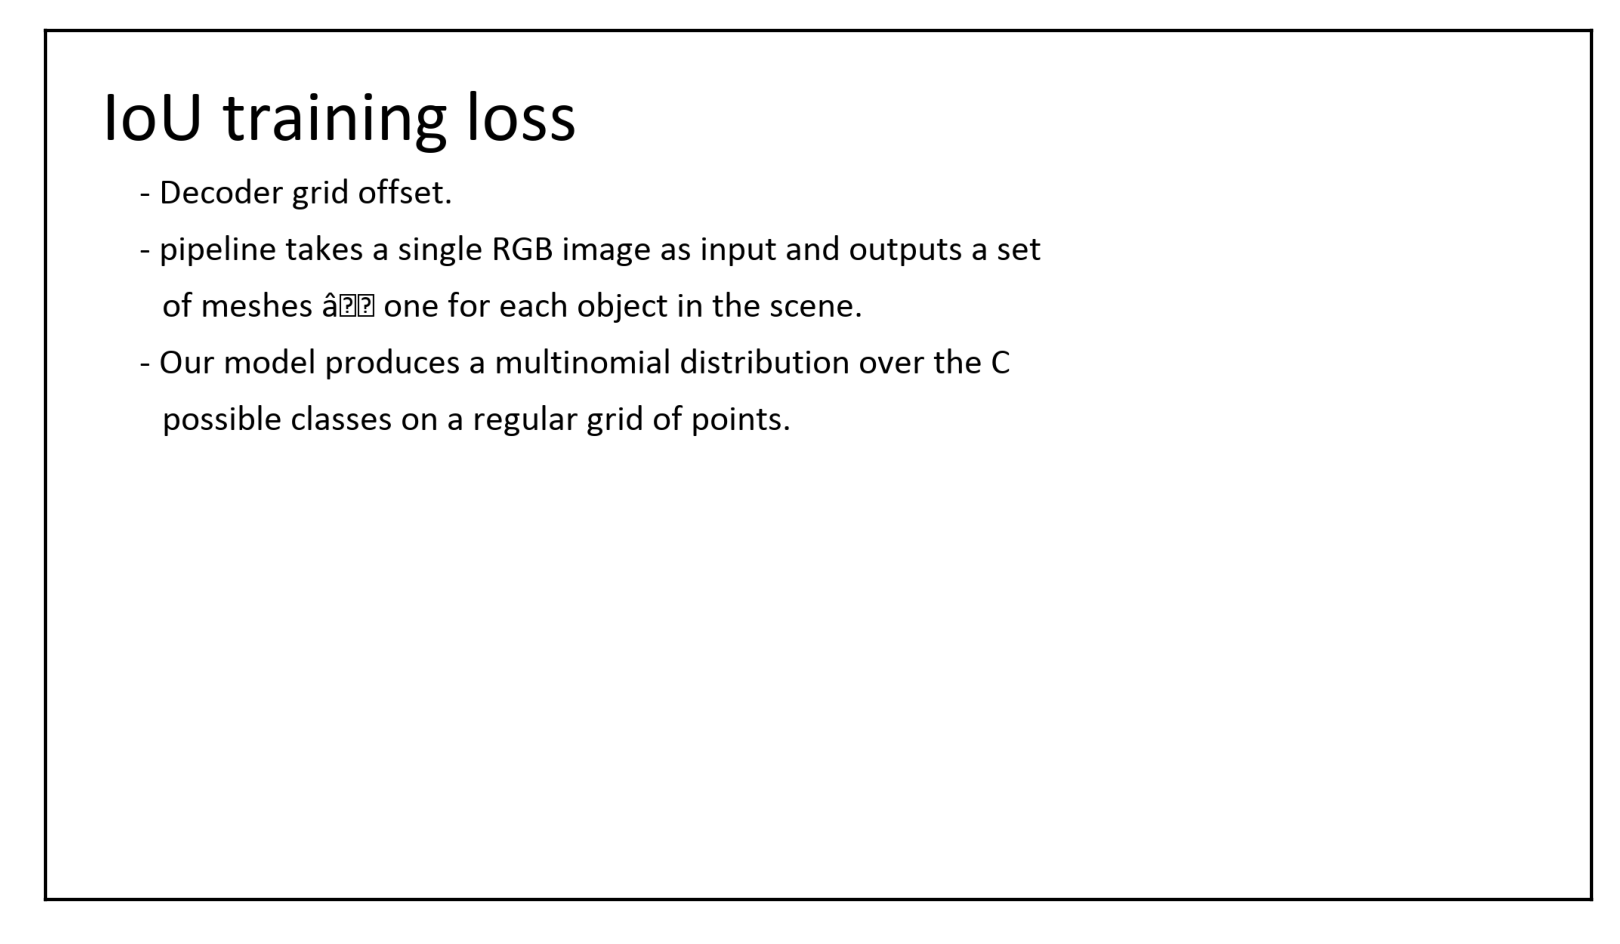 IoU training loss
- Decoder grid offset.
- pipeline takes a single RGB image as input and outputs a set
of meshes â�� one for each object in the scene.
- Our model produces a multinomial distribution over the C
possible classes on a regular grid of points.